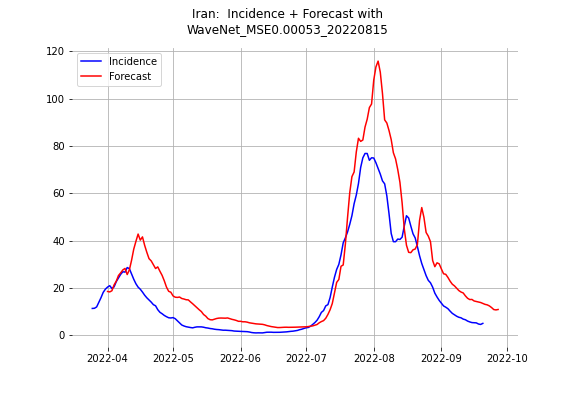 Iran:  Incidence + Forecast with
WaveNet_MSE0.00053_20220815
Incidence
Forecast
120
100
80
60
40
20
0
2022-04 2022-05 2022-06 2022-07 2022-08 2022-09 2022-10